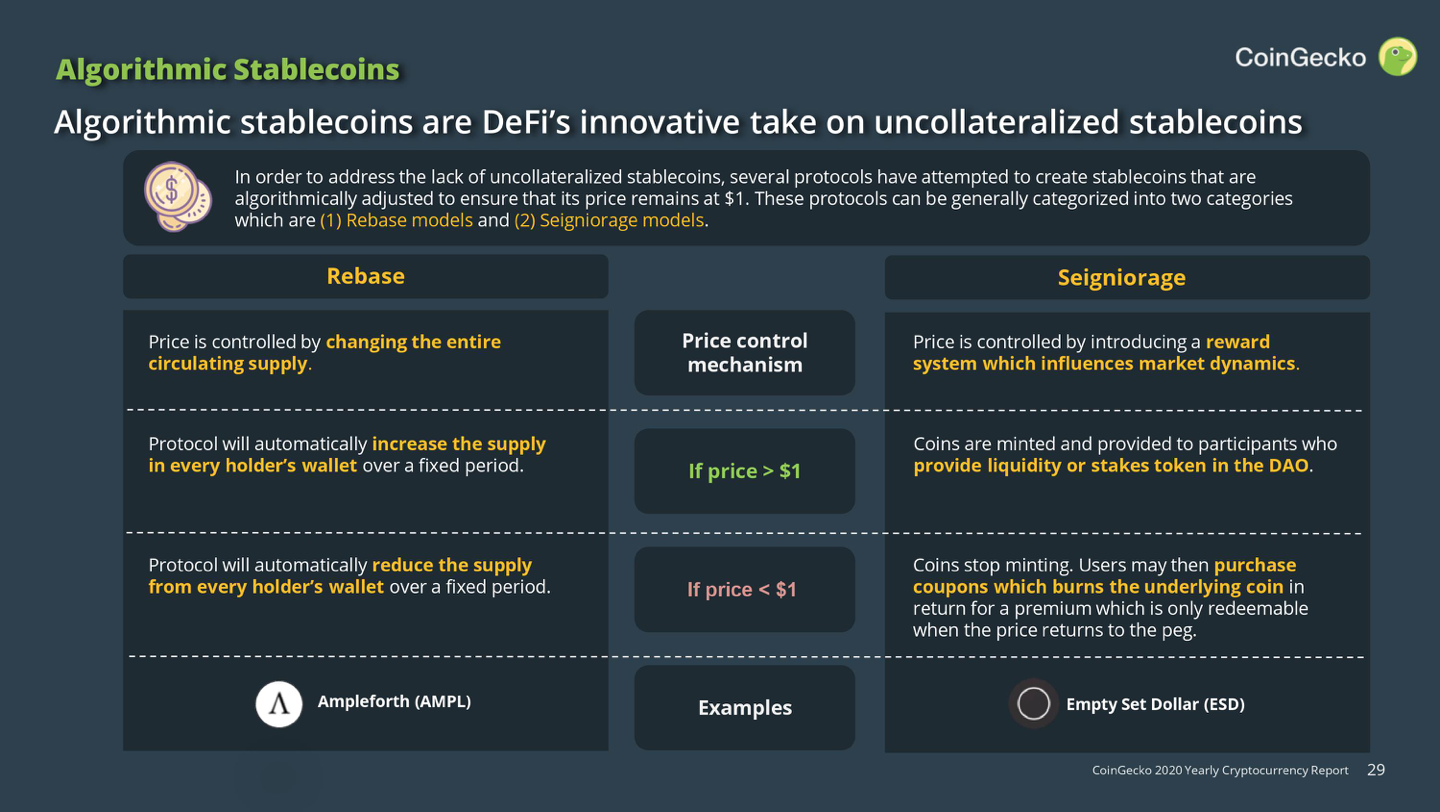 Algorithmic Stablecoins
CoinGecko
Algorithmic stablecoins are DeFi's innovative take on uncollateralized stablecoins
In order to address the lack of uncollateralized stablecoins, several protocols have attempted to create stablecoins that are
algorithmically adjusted to ensure that its price remains at $1. These protocols can be generally categorized into two categories
which are (1) Rebase models and (2) Seigniorage models.
Rebase
Seigniorage
Price is controlled by changing the entire
circulating supply.
Price control
mechanism
Price is controlled by introducing a reward
system which influences market dynamics.
Protocol will automatically increase the supply
in every holder's wallet over a fixed period.
If price > $1
Coins are minted and provided to participants who
provide liquidity or stakes token in the DAO.
Protocol will automatically reduce the supply
from every holder's wallet over a fixed period.
If price < $1
Coins stop minting. Users may then purchase
coupons which burns the underlying coin in
return for a premium which is only redeemable
when the price returns to the peg.
Ampleforth (AMPL)
Examples
Empty Set Dollar (ESD)
CoinGecko 2020 Yearly Cryptocurrency Report 29